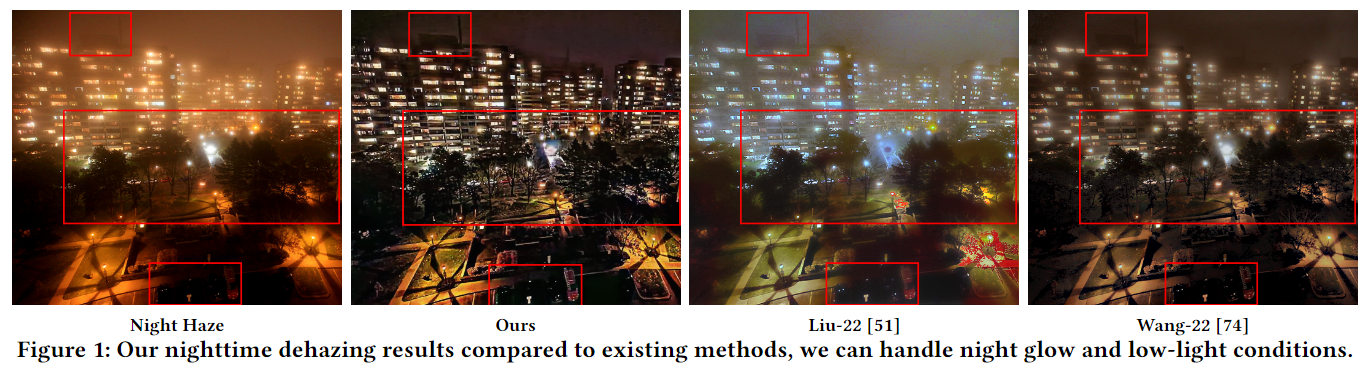 Night Haze
Ours
Liu-22 [51]
Wang-22 [74]
Figure 1: Our nighttime dehazing results compared to existing methods, we can handle night glow and low-light conditions.